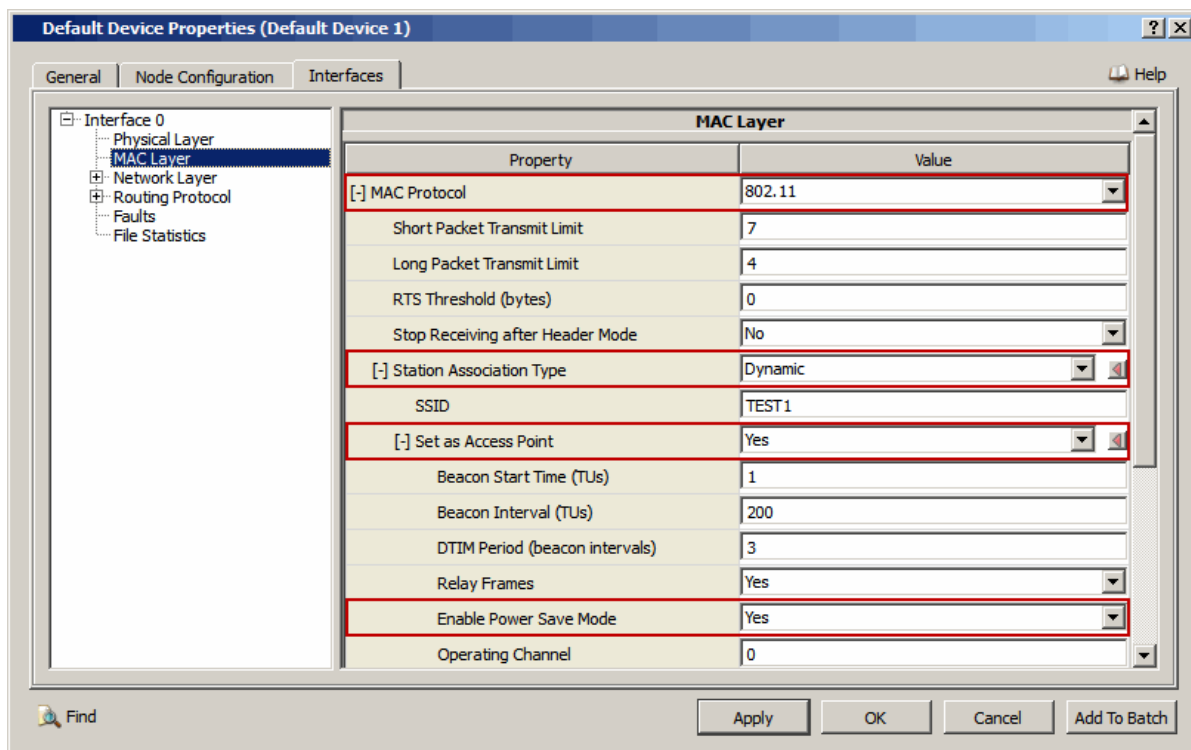 Default Device Properties (Default Device 1)
General
Node Configuration
Interfaces
Help
Interface 0
Physical Layer
MAC Layer
Network Layer
Routing Protocol
Faults
File Statistics
MAC Layer
Property Value
[-] MAC Protocol 802.11
Short Packet Transmit Limit 7
Long Packet Transmit Limit 4
RTS Threshold (bytes) 0
Stop Receiving after Header Mode No
[-] Station Association Type Dynamic
SSID TEST1
[-] Set as Access Point Yes
Beacon Start Time (TUs) 1
Beacon Interval (TUs) 200
DTIM Period (beacon intervals) 3
Relay Frames Yes
Enable Power Save Mode Yes
Operating Channel 0
Find
Apply
OK
Cancel
Add To Batch